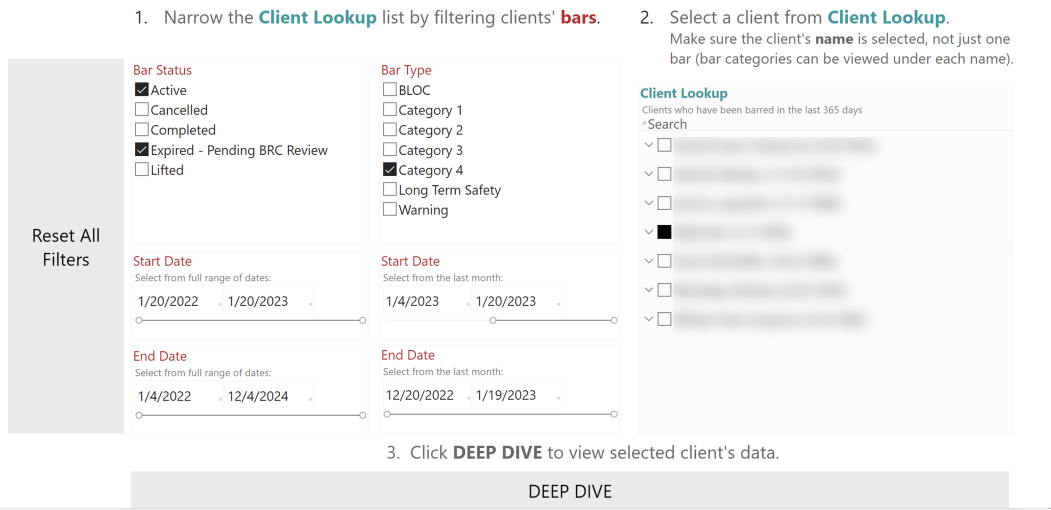 1. Narrow the Client Lookup list by filtering clients' bars.
2. Select a client from Client Lookup.
Make sure the client's name is selected, not just one
bar (bar categories can be viewed under each name).
Reset All
Filters
Bar Status
Active
Cancelled
Completed
Expired - Pending BRC Review
Lifted
Bar Type
BLOC
Category 1
Category 2
Category 3
Category 4
Long Term Safety
Warning
Start Date
Select from full range of dates:
1/20/2022 1/20/2023
Start Date
Select from the last month:
1/4/2023 1/20/2023
End Date
Select from full range of dates:
1/4/2022 12/4/2024
End Date
Select from the last month:
12/20/2022 1/19/2023
Client Lookup
Clients who have been barred in the last 365 days
Search
3. Click DEEP DIVE to view selected client's data.
DEEP DIVE